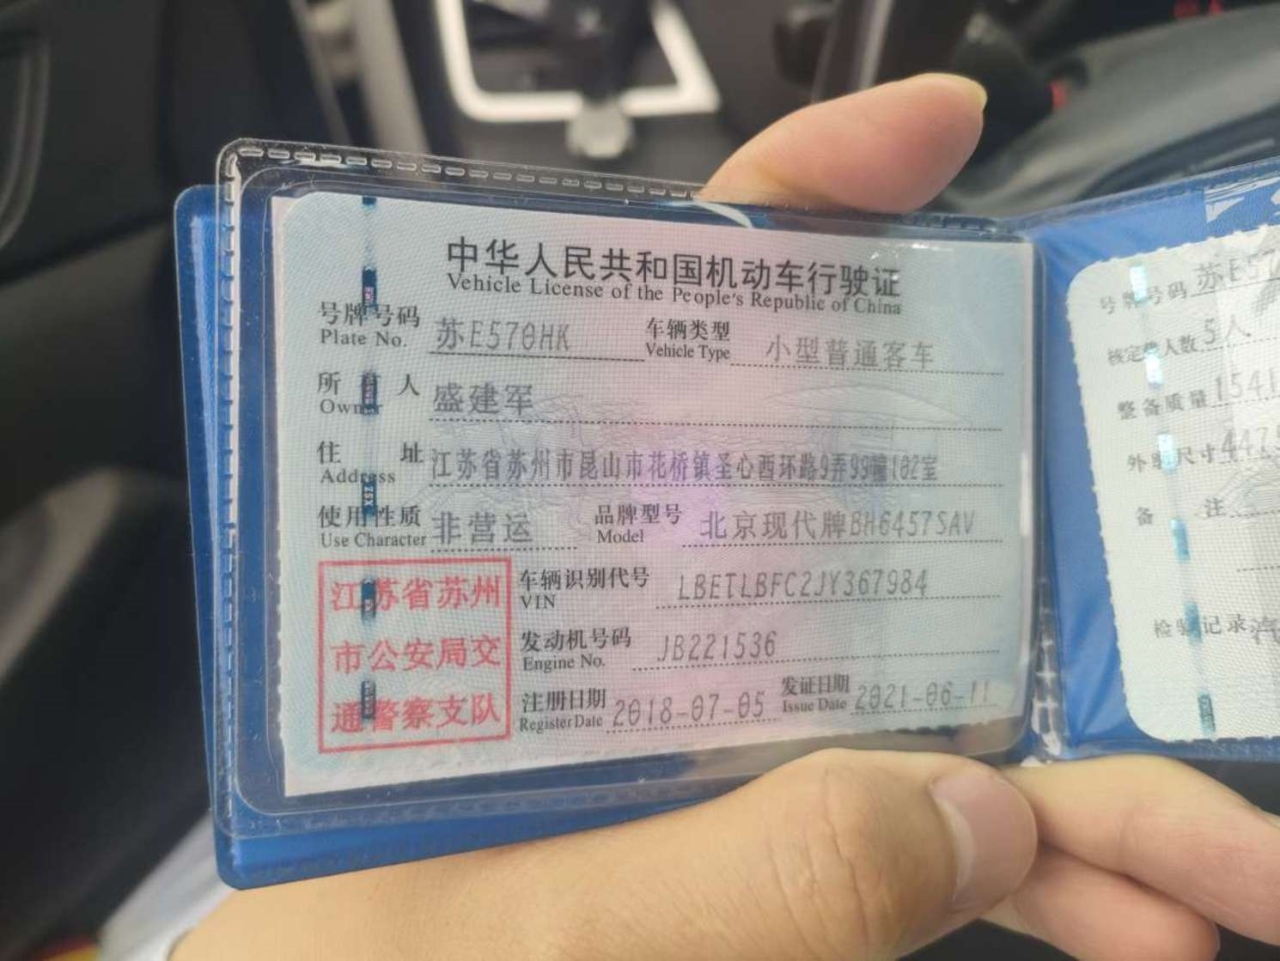 中华人民共和国机动车行驶证
Vehicle License of the People's Republic of China
号牌号码 Plate No. 苏E570HK 车辆类型 Vehicle Type 小型普通客车
所有人 Owner 盛建军
住址 Address 江苏省苏州市昆山市花桥镇圣心西环路9弄99幢102室
使用性质 Use Character 非营运 品牌型号 Model 北京现代牌BH6457SAV
车辆识别代号 VIN LBETLBFC2JY367984
发动机号码 Engine No. JB221536
注册日期 Register Date 2018-07-05 发证日期 Issue Date 2021-06-11
江苏省苏州
市公安局交
通警察支队
号牌号码 苏E57
核定载人数 5人
整备质量 1541
外廓尺寸 447
备注
检验记录